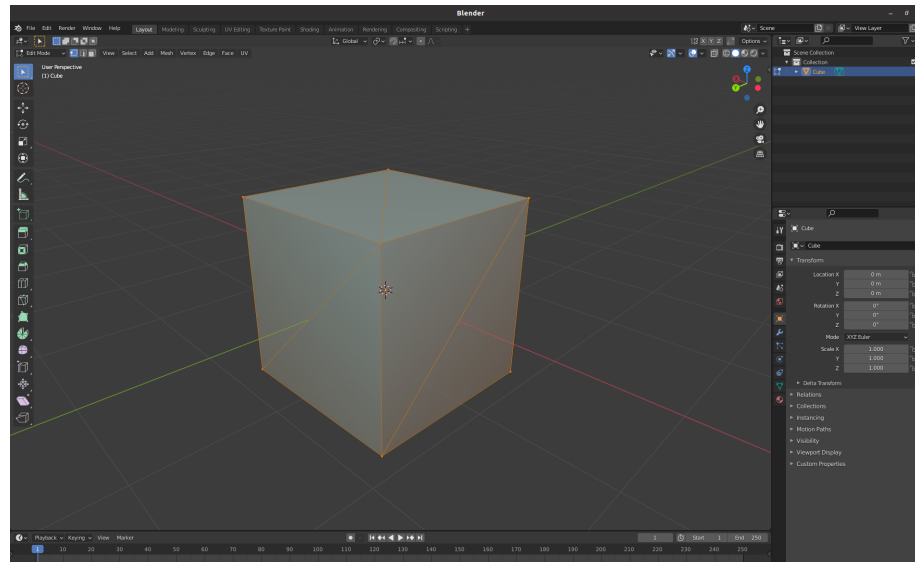 Blender
File Edit Render Window Help Layout Modeling Sculpting UV Editing Texture Paint Shading Animation Rendering Compositing Scripting + Scene View Layer
Global X Y Z Options
Edit Mode View Select Add Mesh Vertex Edge Face UV
User Perspective
(1) Cube
Z
Y
Scene Collection
Collection
Cube
Cube
Cube
Transform
Location X 0 m
Y 0 m
Z 0 m
Rotation X 0°
Y 0°
Z 0°
Mode XYZ Euler
Scale X 1.000
Y 1.000
Z 1.000
Delta Transform
Relations
Collections
Instancing
Motion Paths
Visibility
Viewport Display
Custom Properties
Playback Keying View Marker 1 Start 1 End 250
1 10 20 30 40 50 60 70 80 90 100 110 120 130 140 150 160 170 180 190 200 210 220 230 240 250